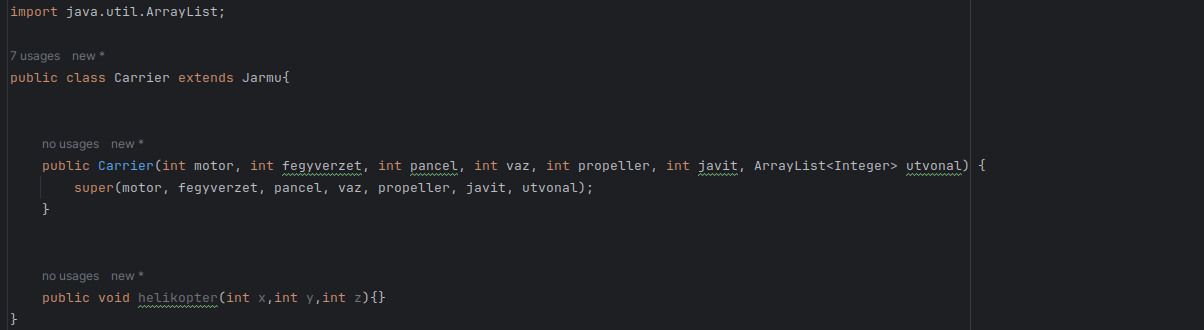 import java.util.ArrayList;
7 usages new *
public class Carrier extends Jarmu{
no usages new *
public Carrier(int motor, int fegyverzet, int pancel, int vaz, int propeller, int javit, ArrayList<Integer> utvonal) {
super(motor, fegyverzet, pancel, vaz, propeller, javit, utvonal);
}
no usages new *
public void helikopter(int x,int y,int z){}
}